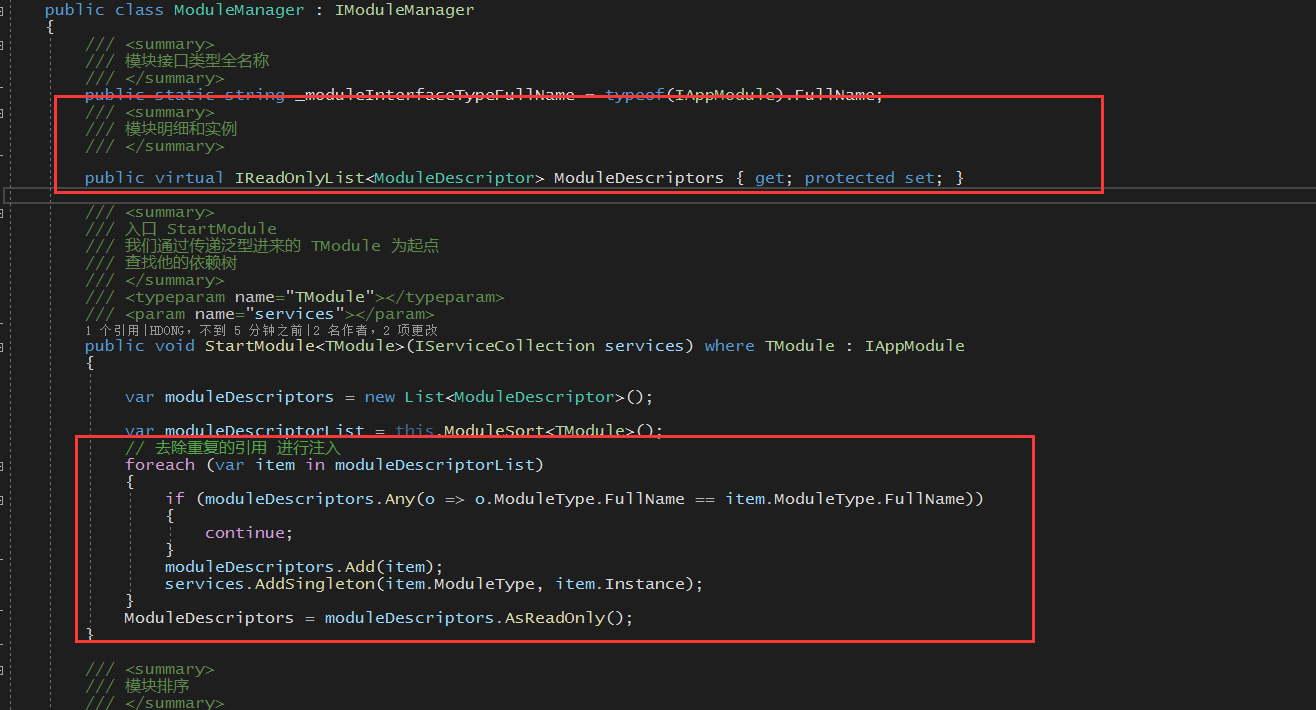 public class ModuleManager : IModuleManager
{
/// <summary>
/// 模块接口类型全名称
/// </summary>
public static string _moduleInterfaceTypeFullName = typeof(IAppModule).FullName;
/// <summary>
/// 模块明细和实例
/// </summary>
public virtual IReadOnlyList<ModuleDescriptor> ModuleDescriptors { get; protected set; }
/// <summary>
/// 入口 StartModule
/// 我们通过传递泛型进来的 TModule 为起点
/// 查找他的依赖树
/// </summary>
/// <typeparam name="TModule"></typeparam>
/// <param name="services"></param>
1 个引用|HDONG，不到 5 分钟之前|2 名作者，2 项更改
public void StartModule<TModule>(IServiceCollection services) where TModule : IAppModule
{
var moduleDescriptors = new List<ModuleDescriptor>();
var moduleDescriptorList = this.ModuleSort<TModule>();
// 去除重复的引用 进行注入
foreach (var item in moduleDescriptorList)
{
if (moduleDescriptors.Any(o => o.ModuleType.FullName == item.ModuleType.FullName))
{
continue;
}
moduleDescriptors.Add(item);
services.AddSingleton(item.ModuleType, item.Instance);
}
ModuleDescriptors = moduleDescriptors.AsReadOnly();
}
/// <summary>
/// 模块排序
/// </summary>